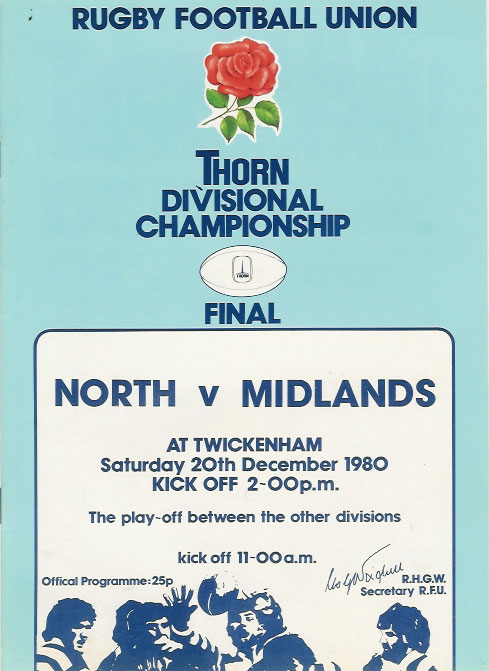 RUGBY FOOTBALL UNION
THORN
DIVISIONAL
CHAMPIONSHIP
THORN
FINAL
NORTH v MIDLANDS
AT TWICKENHAM
Saturday 20th December 1980
KICK OFF 2-00p.m.
The play-off between the other divisions
kick off 11-00a.m.
Offical Programme:25p
R.H.G.W.
Secretary R.F.U.